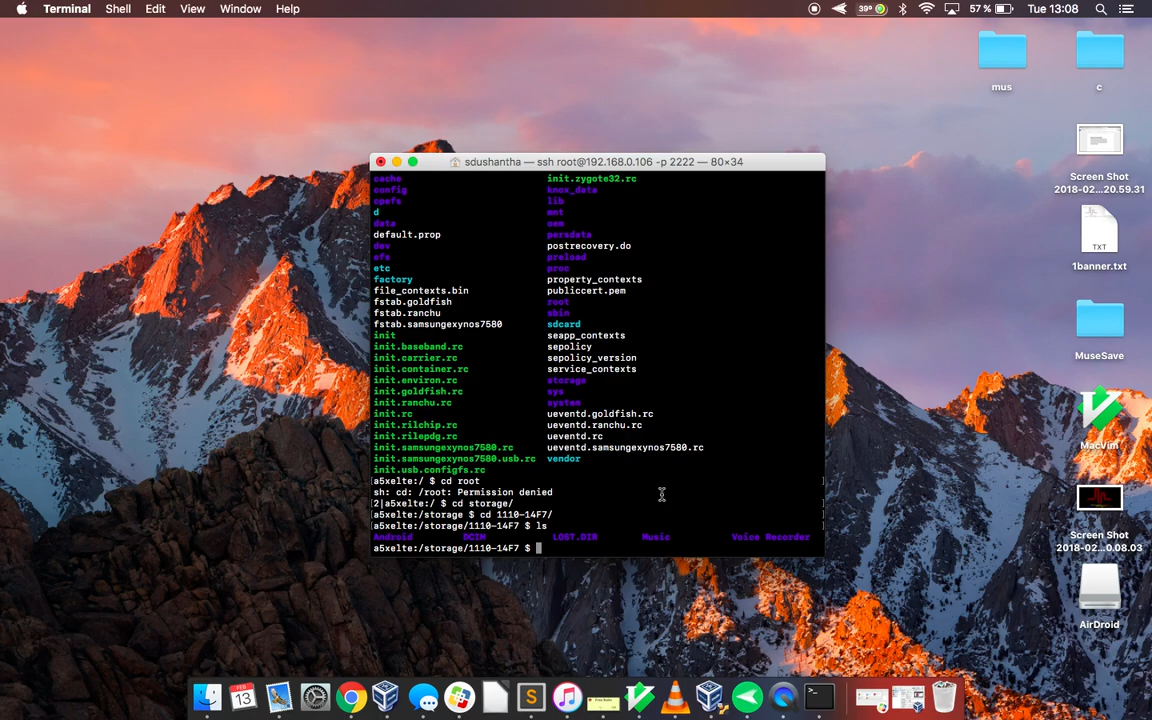 Terminal Shell Edit View Window Help 39° 57 % Tue 13:08
mus
c
Screen Shot
2018-02...20.59.31
TXT
1banner.txt
MuseSave
MacVim
Screen Shot
2018-02...0.08.03
AirDroid
sdushantha — ssh root@192.168.0.106 -p 2222 — 80×34
cache init.zygote32.rc
config knox_data
cpefs lib
d mnt
data oem
default.prop persdata
dev postrecovery.do
efs preload
etc proc
factory property_contexts
file_contexts.bin publiccert.pem
fstab.goldfish root
fstab.ranchu sbin
fstab.samsungexynos7580 sdcard
init seapp_contexts
init.baseband.rc sepolicy
init.carrier.rc sepolicy_version
init.container.rc service_contexts
init.environ.rc storage
init.goldfish.rc sys
init.ranchu.rc system
init.rc ueventd.goldfish.rc
init.rilchip.rc ueventd.ranchu.rc
init.rilepdg.rc ueventd.rc
init.samsungexynos7580.rc ueventd.samsungexynos7580.rc
init.samsungexynos7580.usb.rc vendor
init.usb.configfs.rc
[a5xelte:/ $ cd root ]
sh: cd: /root: Permission denied
[2|a5xelte:/ $ cd storage/ ]
[a5xelte:/storage $ cd 1110-14F7/ ]
[a5xelte:/storage/1110-14F7 $ ls ]
Android DCIM LOST.DIR Music Voice Recorder
a5xelte:/storage/1110-14F7 $
FEB
13
S
>_